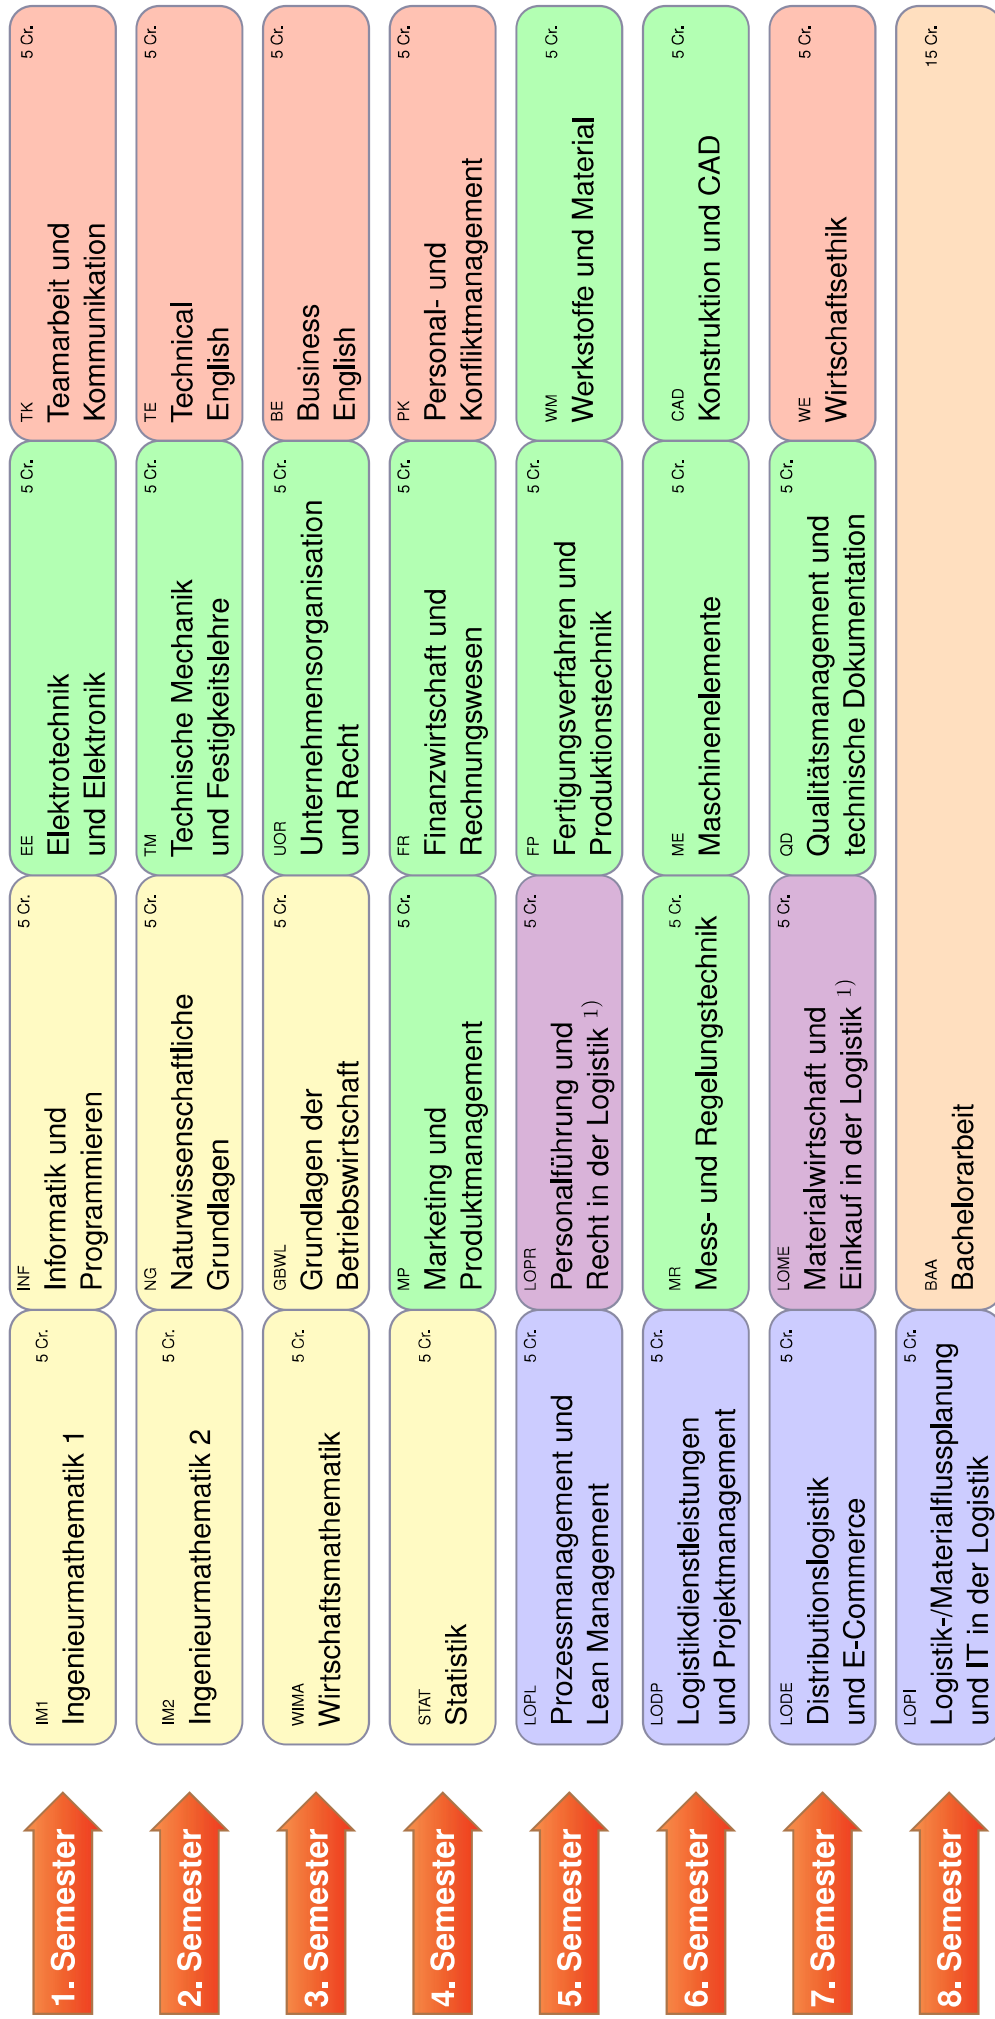 1. Semester
IM1
5 Cr.
Ingenieurmathematik 1
INF
5 Cr.
Informatik und
Programmieren
EE
5 Cr.
Elektrotechnik
und Elektronik
TK
5 Cr.
Teamarbeit und
Kommunikation
2. Semester
IM2
5 Cr.
Ingenieurmathematik 2
NG
5 Cr.
Naturwissenschaftliche
Grundlagen
TM
5 Cr.
Technische Mechanik
und Festigkeitslehre
TE
5 Cr.
Technical
English
3. Semester
WIMA
5 Cr.
Wirtschaftsmathematik
GBWL
5 Cr.
Grundlagen der
Betriebswirtschaft
UOR
5 Cr.
Unternehmensorganisation
und Recht
BE
5 Cr.
Business
English
4. Semester
STAT
5 Cr.
Statistik
MP
5 Cr.
Marketing und
Produktmanagement
FR
5 Cr.
Finanzwirtschaft und
Rechnungswesen
PK
5 Cr.
Personal- und
Konfliktmanagement
5. Semester
LOPL
5 Cr.
Prozessmanagement und
Lean Management
LOPR
5 Cr.
Personalführung und
Recht in der Logistik 1)
FP
5 Cr.
Fertigungsverfahren und
Produktionstechnik
WM
5 Cr.
Werkstoffe und Material
6. Semester
LODP
5 Cr.
Logistikdienstleistungen
und Projektmanagement
MR
5 Cr.
Mess- und Regelungstechnik
ME
5 Cr.
Maschinenelemente
CAD
5 Cr.
Konstruktion und CAD
7. Semester
LODE
5 Cr.
Distributionslogistik
und E-Commerce
LOME
5 Cr.
Materialwirtschaft und
Einkauf in der Logistik 1)
QD
5 Cr.
Qualitätsmanagement und
technische Dokumentation
WE
5 Cr.
Wirtschaftsethik
8. Semester
LOPI
5 Cr.
Logistik-/Materialflussplanung
und IT in der Logistik
BAA
15 Cr.
Bachelorarbeit